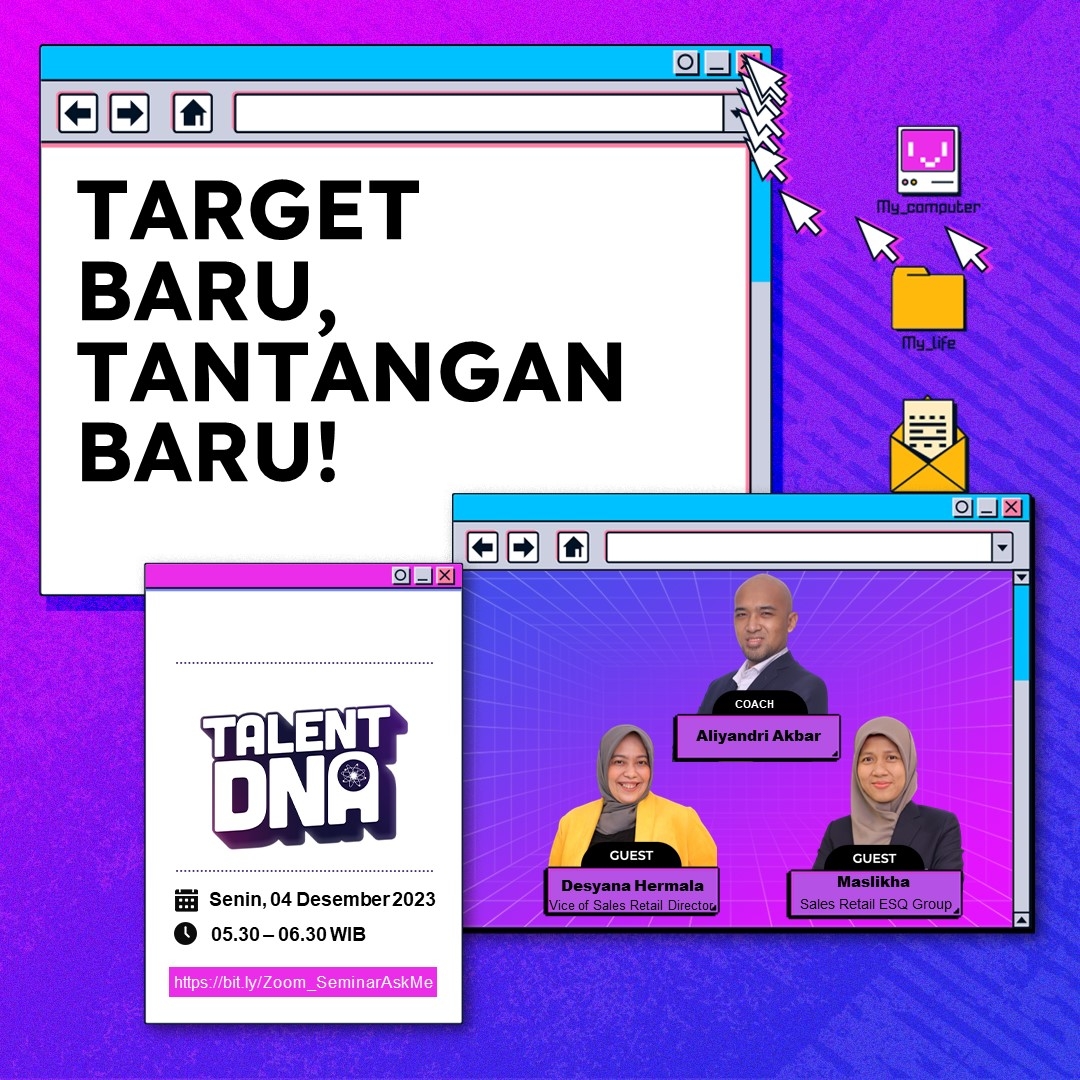 TARGET
BARU,
TANTANGAN
BARU!
My_computer
My_life
TALENT
DNA
Senin, 04 Desember 2023
05.30 – 06.30 WIB
https://bit.ly/Zoom_SeminarAskMe
COACH
Aliyandri Akbar
GUEST
Desyana Hermala
Vice of Sales Retail Director
GUEST
Maslikha
Sales Retail ESQ Group